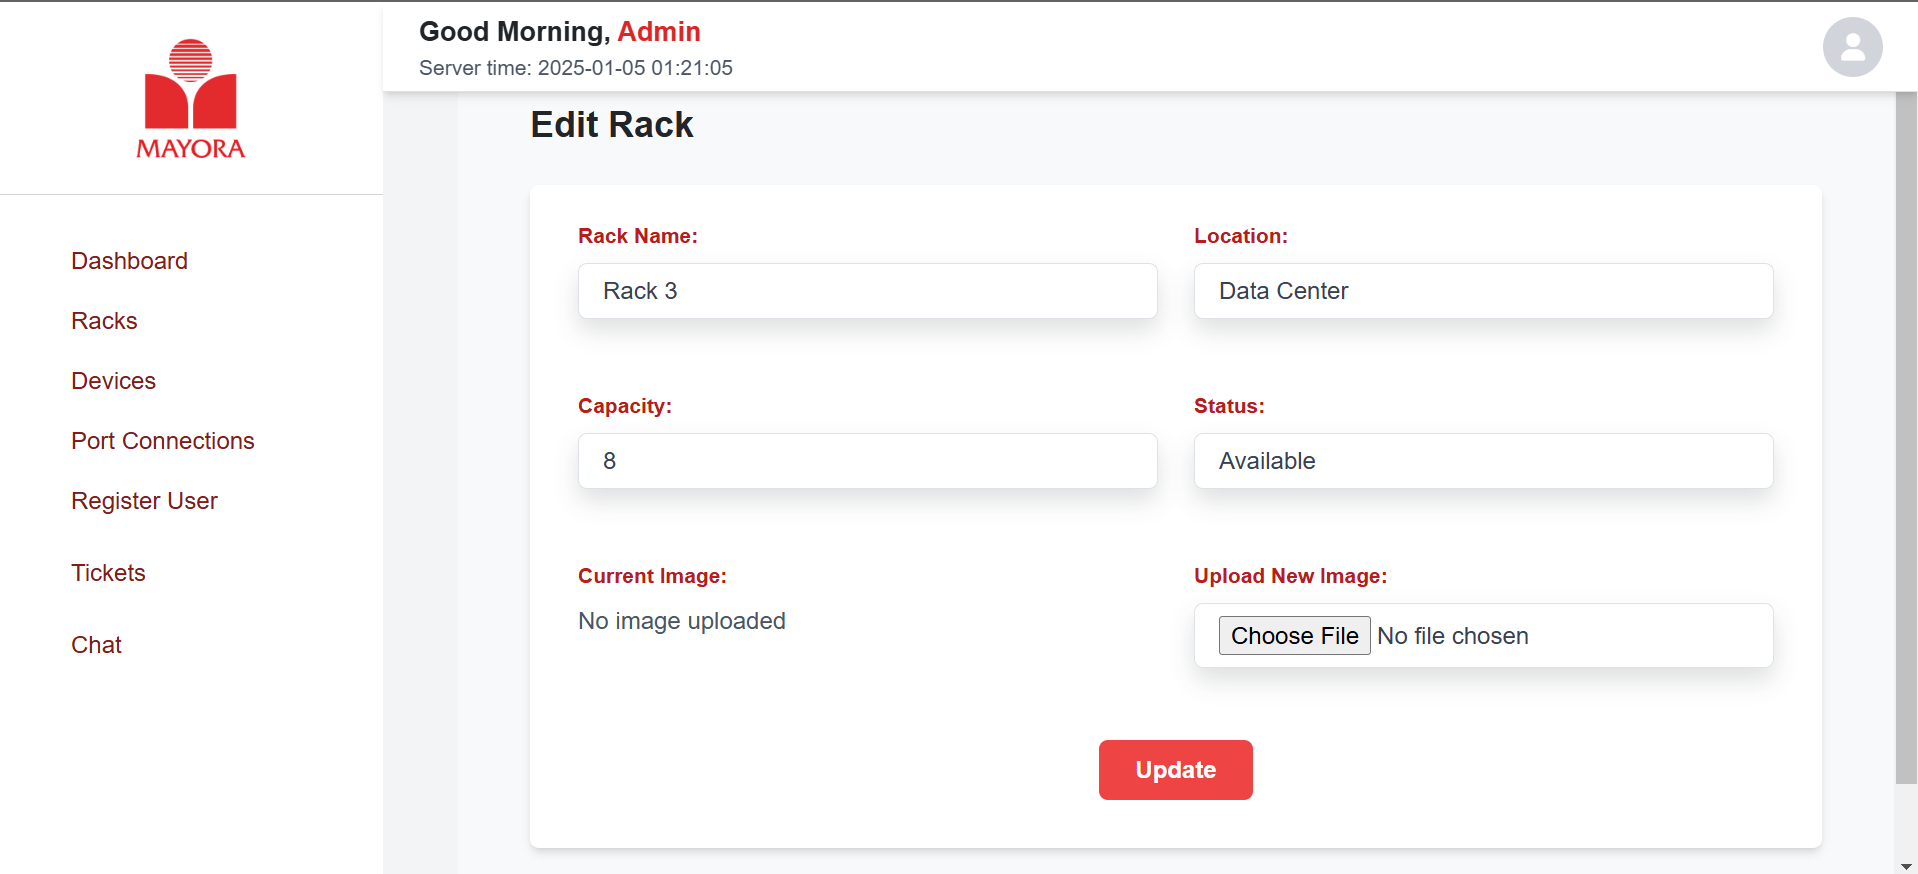 MAYORA
Good Morning, Admin
Server time: 2025-01-05 01:21:05
Dashboard
Racks
Devices
Port Connections
Register User
Tickets
Chat
Edit Rack
Rack Name:
Rack 3
Location:
Data Center
Capacity:
8
Status:
Available
Current Image:
No image uploaded
Upload New Image:
Choose File No file chosen
Update